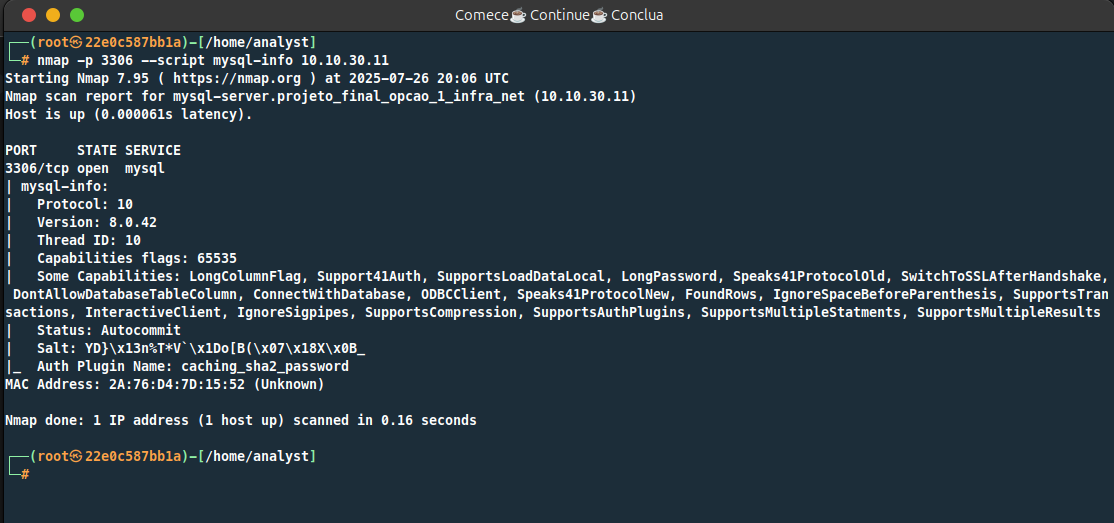 Comece☕ Continue☕ Conclua
┌──(root㉿22e0c587bb1a)-[/home/analyst]
└─# nmap -p 3306 --script mysql-info 10.10.30.11
Starting Nmap 7.95 ( https://nmap.org ) at 2025-07-26 20:06 UTC
Nmap scan report for mysql-server.projeto_final_opcao_1_infra_net (10.10.30.11)
Host is up (0.000061s latency).
PORT     STATE SERVICE
3306/tcp open  mysql
| mysql-info:
|   Protocol: 10
|   Version: 8.0.42
|   Thread ID: 10
|   Capabilities flags: 65535
|   Some Capabilities: LongColumnFlag, Support41Auth, SupportsLoadDataLocal, LongPassword, Speaks41ProtocolOld, SwitchToSSLAfterHandshake,
 DontAllowDatabaseTableColumn, ConnectWithDatabase, ODBCClient, Speaks41ProtocolNew, FoundRows, IgnoreSpaceBeforeParenthesis, SupportsTran
sactions, InteractiveClient, IgnoreSigpipes, SupportsCompression, SupportsAuthPlugins, SupportsMultipleStatments, SupportsMultipleResults
|   Status: Autocommit
|   Salt: YD}\x13n%T*V`\x1Do[B(\x07\x18X\x0B_
|_  Auth Plugin Name: caching_sha2_password
MAC Address: 2A:76:D4:7D:15:52 (Unknown)
Nmap done: 1 IP address (1 host up) scanned in 0.16 seconds
┌──(root㉿22e0c587bb1a)-[/home/analyst]
└─#